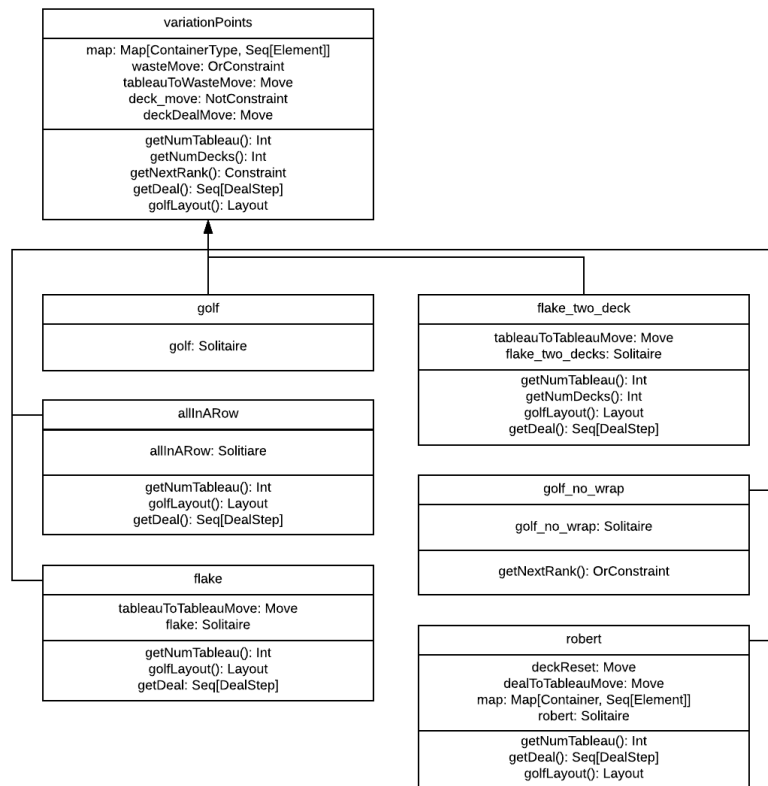 variationPoints
map: Map[ContainerType, Seq[Element]]
wasteMove: OrConstraint
tableauToWasteMove: Move
deck_move: NotConstraint
deckDealMove: Move
getNumTableau(): Int
getNumDecks(): Int
getNextRank(): Constraint
getDeal(): Seq[DealStep]
golfLayout(): Layout
golf
golf: Solitaire
allInARow
allInARow: Solitiare
getNumTableau(): Int
golfLayout(): Layout
getDeal(): Seq[DealStep]
flake
tableauToTableauMove: Move
flake: Solitaire
getNumTableau(): Int
golfLayout(): Layout
getDeal: Seq[DealStep]
flake_two_deck
tableauToTableauMove: Move
flake_two_decks: Solitaire
getNumTableau(): Int
getNumDecks(): Int
golfLayout(): Layout
getDeal(): Seq[DealStep]
golf_no_wrap
golf_no_wrap: Solitaire
getNextRank(): OrConstraint
robert
deckReset: Move
dealToTableauMove: Move
map: Map[Container, Seq[Element]]
robert: Solitaire
getNumTableau(): Int
getDeal(): Seq[DealStep]
golfLayout(): Layout